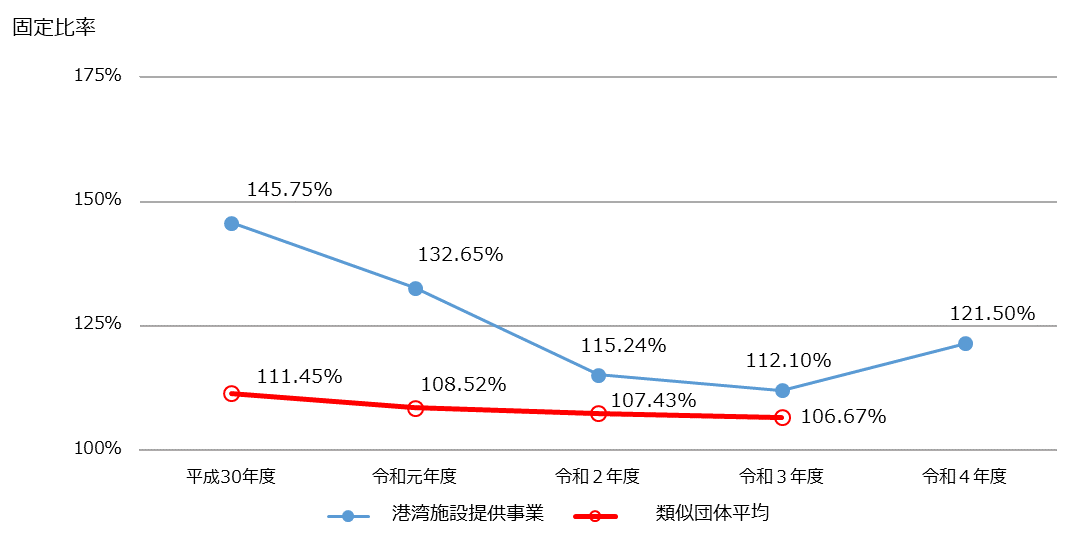 固定比率
175%
150%
125%
100%
145.75%
132.65%
115.24%
112.10%
121.50%
111.45%
108.52%
107.43%
106.67%
平成30年度
令和元年度
令和２年度
令和３年度
令和４年度
港湾施設提供事業
類似団体平均